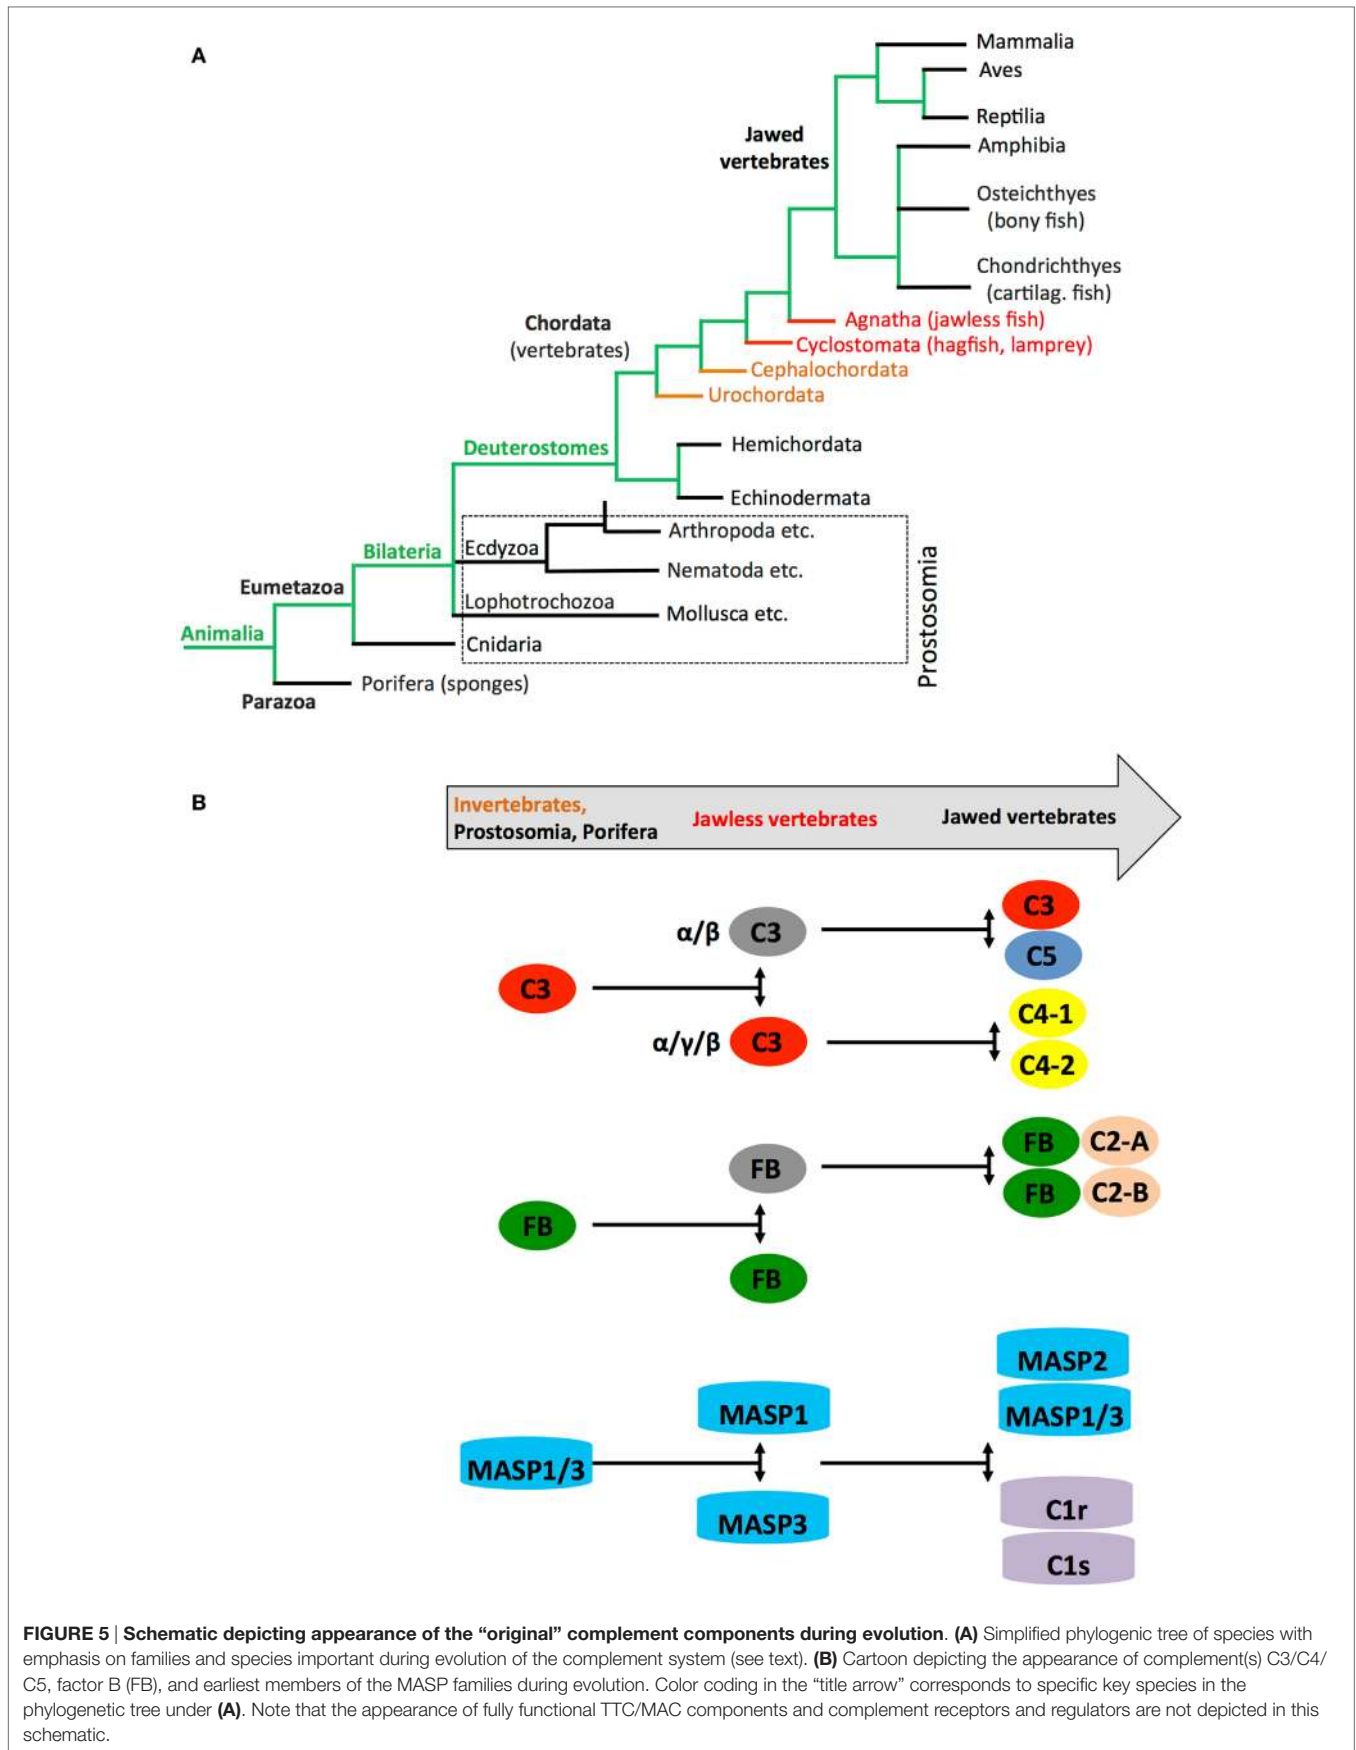 A
Mammalia
Aves
Reptilia
Jawed
vertebrates
Amphibia
Osteichthyes
(bony fish)
Chondrichthyes
(cartilag. fish)
Agnatha (jawless fish)
Chordata
(vertebrates)
Cyclostomata (hagfish, lamprey)
Cephalochordata
Urochordata
Deuterostomes
Hemichordata
Echinodermata
Arthropoda etc.
Ecdyzoa
Bilateria
Nematoda etc.
Eumetazoa
Lophotrochozoa
Mollusca etc.
Prostosomia
Animalia
Cnidaria
Porifera (sponges)
Parazoa
B
Invertebrates,
Prostosomia, Porifera
Jawless vertebrates
Jawed vertebrates
C3
α/β C3
C5
C3
C4-1
α/γ/β C3
C4-2
FB C2-A
FB
FB C2-B
FB
FB
MASP2
MASP1
MASP1/3
MASP1/3
MASP3
C1r
C1s
FIGURE 5 | Schematic depicting appearance of the “original” complement components during evolution. (A) Simplified phylogenic tree of species with
emphasis on families and species important during evolution of the complement system (see text). (B) Cartoon depicting the appearance of complement(s) C3/C4/
C5, factor B (FB), and earliest members of the MASP families during evolution. Color coding in the “title arrow” corresponds to specific key species in the
phylogenetic tree under (A). Note that the appearance of fully functional TTC/MAC components and complement receptors and regulators are not depicted in this
schematic.